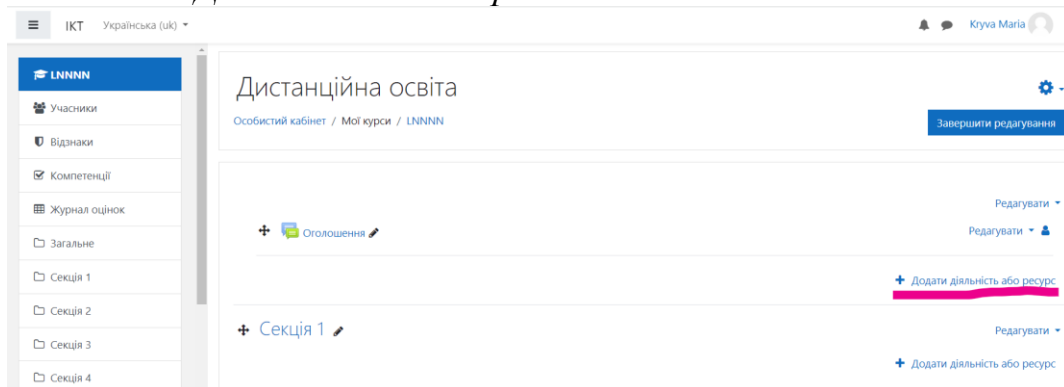 ІКТ Українська (uk)
Kryva Maria
LNNNN
Учасники
Відзнаки
Компетенції
Журнал оцінок
Загальне
Секція 1
Секція 2
Секція 3
Секція 4
Дистанційна освіта
Особистий кабінет / Мої курси / LNNNN
Завершити редагування
Редагувати
Оголошення
Редагувати
Додати діяльність або ресурс
Секція 1
Редагувати
Додати діяльність або ресурс